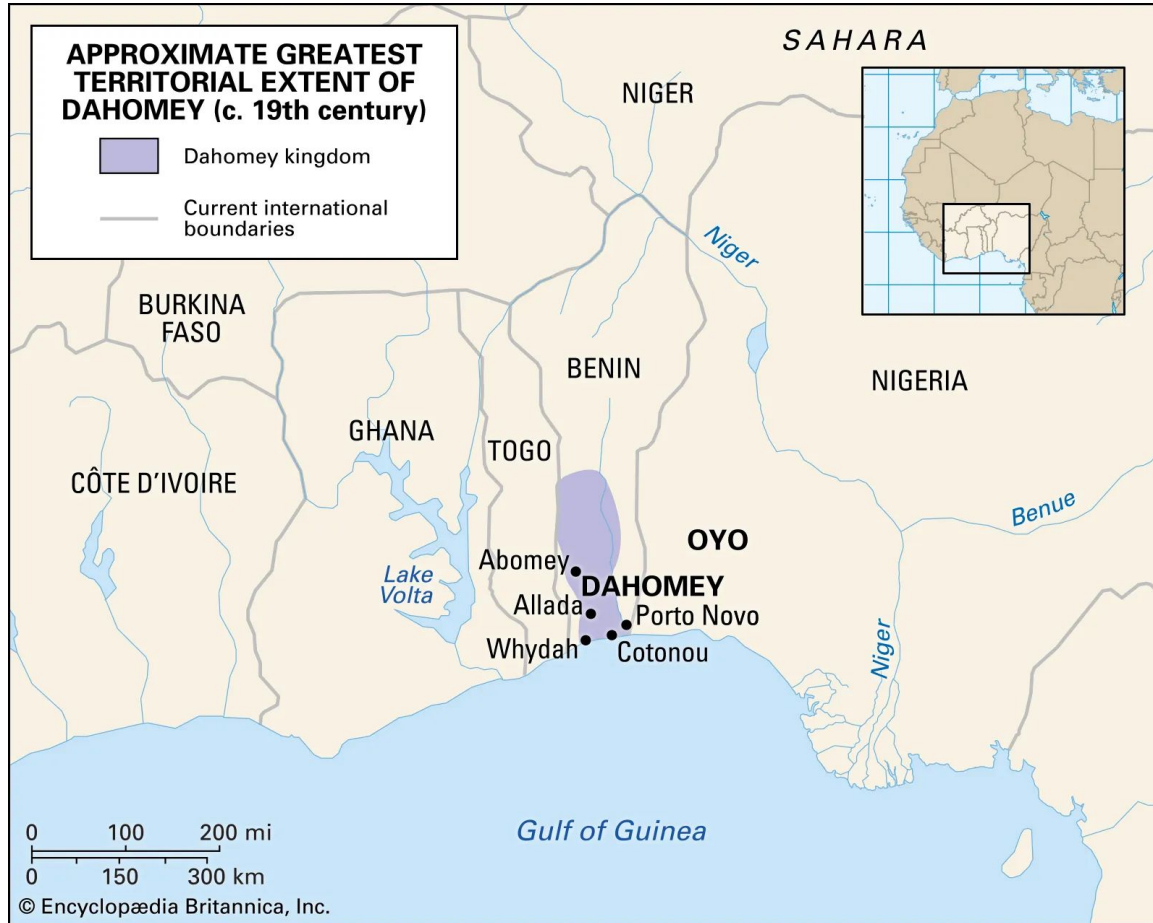 APPROXIMATE GREATEST
TERRITORIAL EXTENT OF
DAHOMEY (c. 19th century)
Dahomey kingdom
Current international
boundaries
SAHARA
NIGER
Niger
BURKINA
FASO
BENIN
NIGERIA
GHANA
TOGO
CÔTE D'IVOIRE
Benue
OYO
Abomey
DAHOMEY
Lake
Volta
Allada
Porto Novo
Whydah
Cotonou
Niger
Gulf of Guinea
0 100 200 mi
0 150 300 km
© Encyclopædia Britannica, Inc.